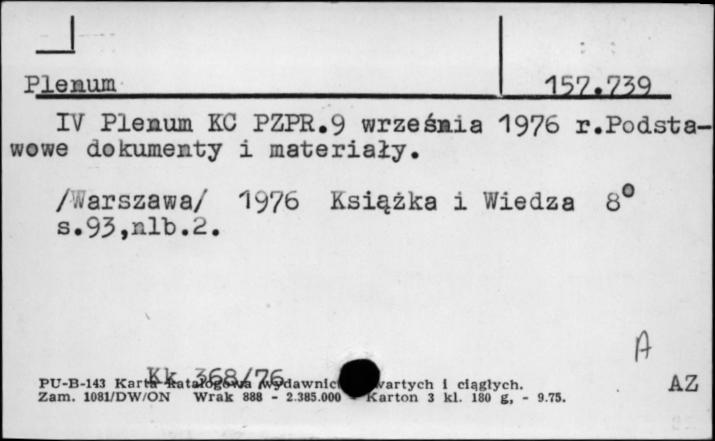 Plenum 157.739
IV Plenum KC PZPR.9 września 1976 r.Podsta-
wowe dokumenty i materiały.
/Warszawa/ 1976 Książka i Wiedza 8°
s.93,nlb.2.
A
Kk 368/76
PU-B-143 Karta katalogowa wydawnic wartych i ciągłych.
AZ
Zam. 1081/DW/ON Wrak 888 - 2.385.000 Karton 3 kl. 180 g, - 9.75.